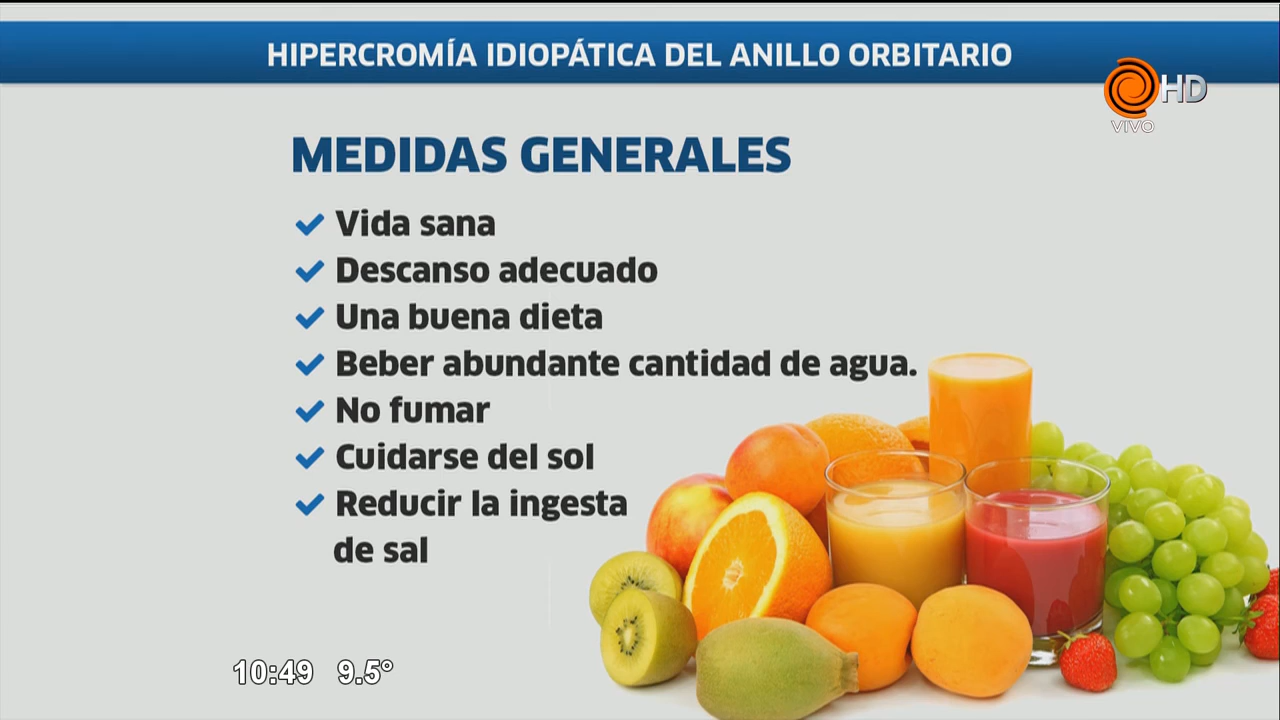 HIPERCROMÍA IDIOPÁTICA DEL ANILLO ORBITARIO
HD
VIVO
MEDIDAS GENERALES
Vida sana
Descanso adecuado
Una buena dieta
Beber abundante cantidad de agua.
No fumar
Cuidarse del sol
Reducir la ingesta
de sal
10:49 9.5°